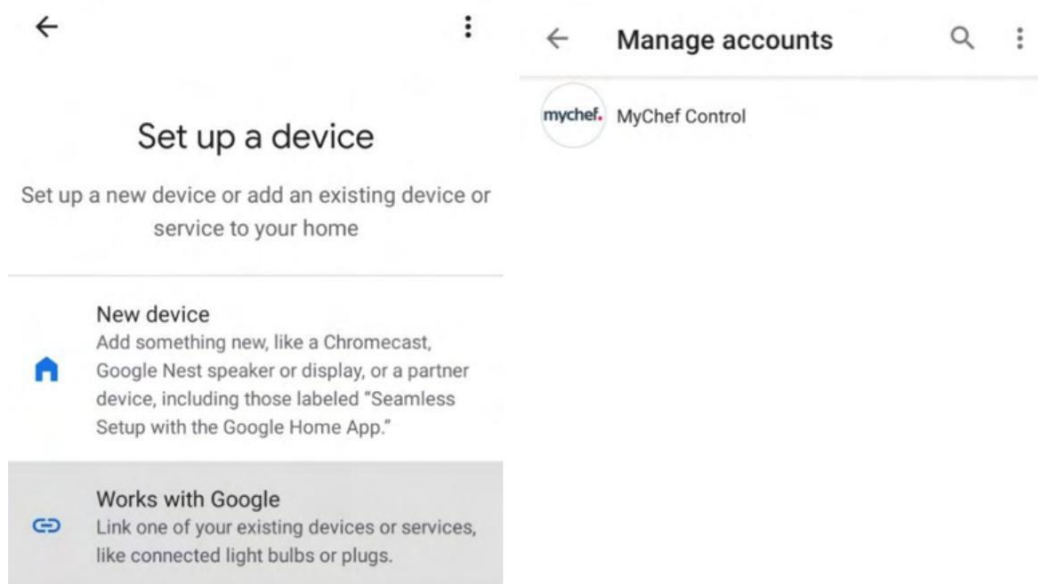 Set up a device
Set up a new device or add an existing device or
service to your home
New device
Add something new, like a Chromecast,
Google Nest speaker or display, or a partner
device, including those labeled “Seamless
Setup with the Google Home App.”
Works with Google
Link one of your existing devices or services,
like connected light bulbs or plugs.
Manage accounts
mychef.
MyChef Control